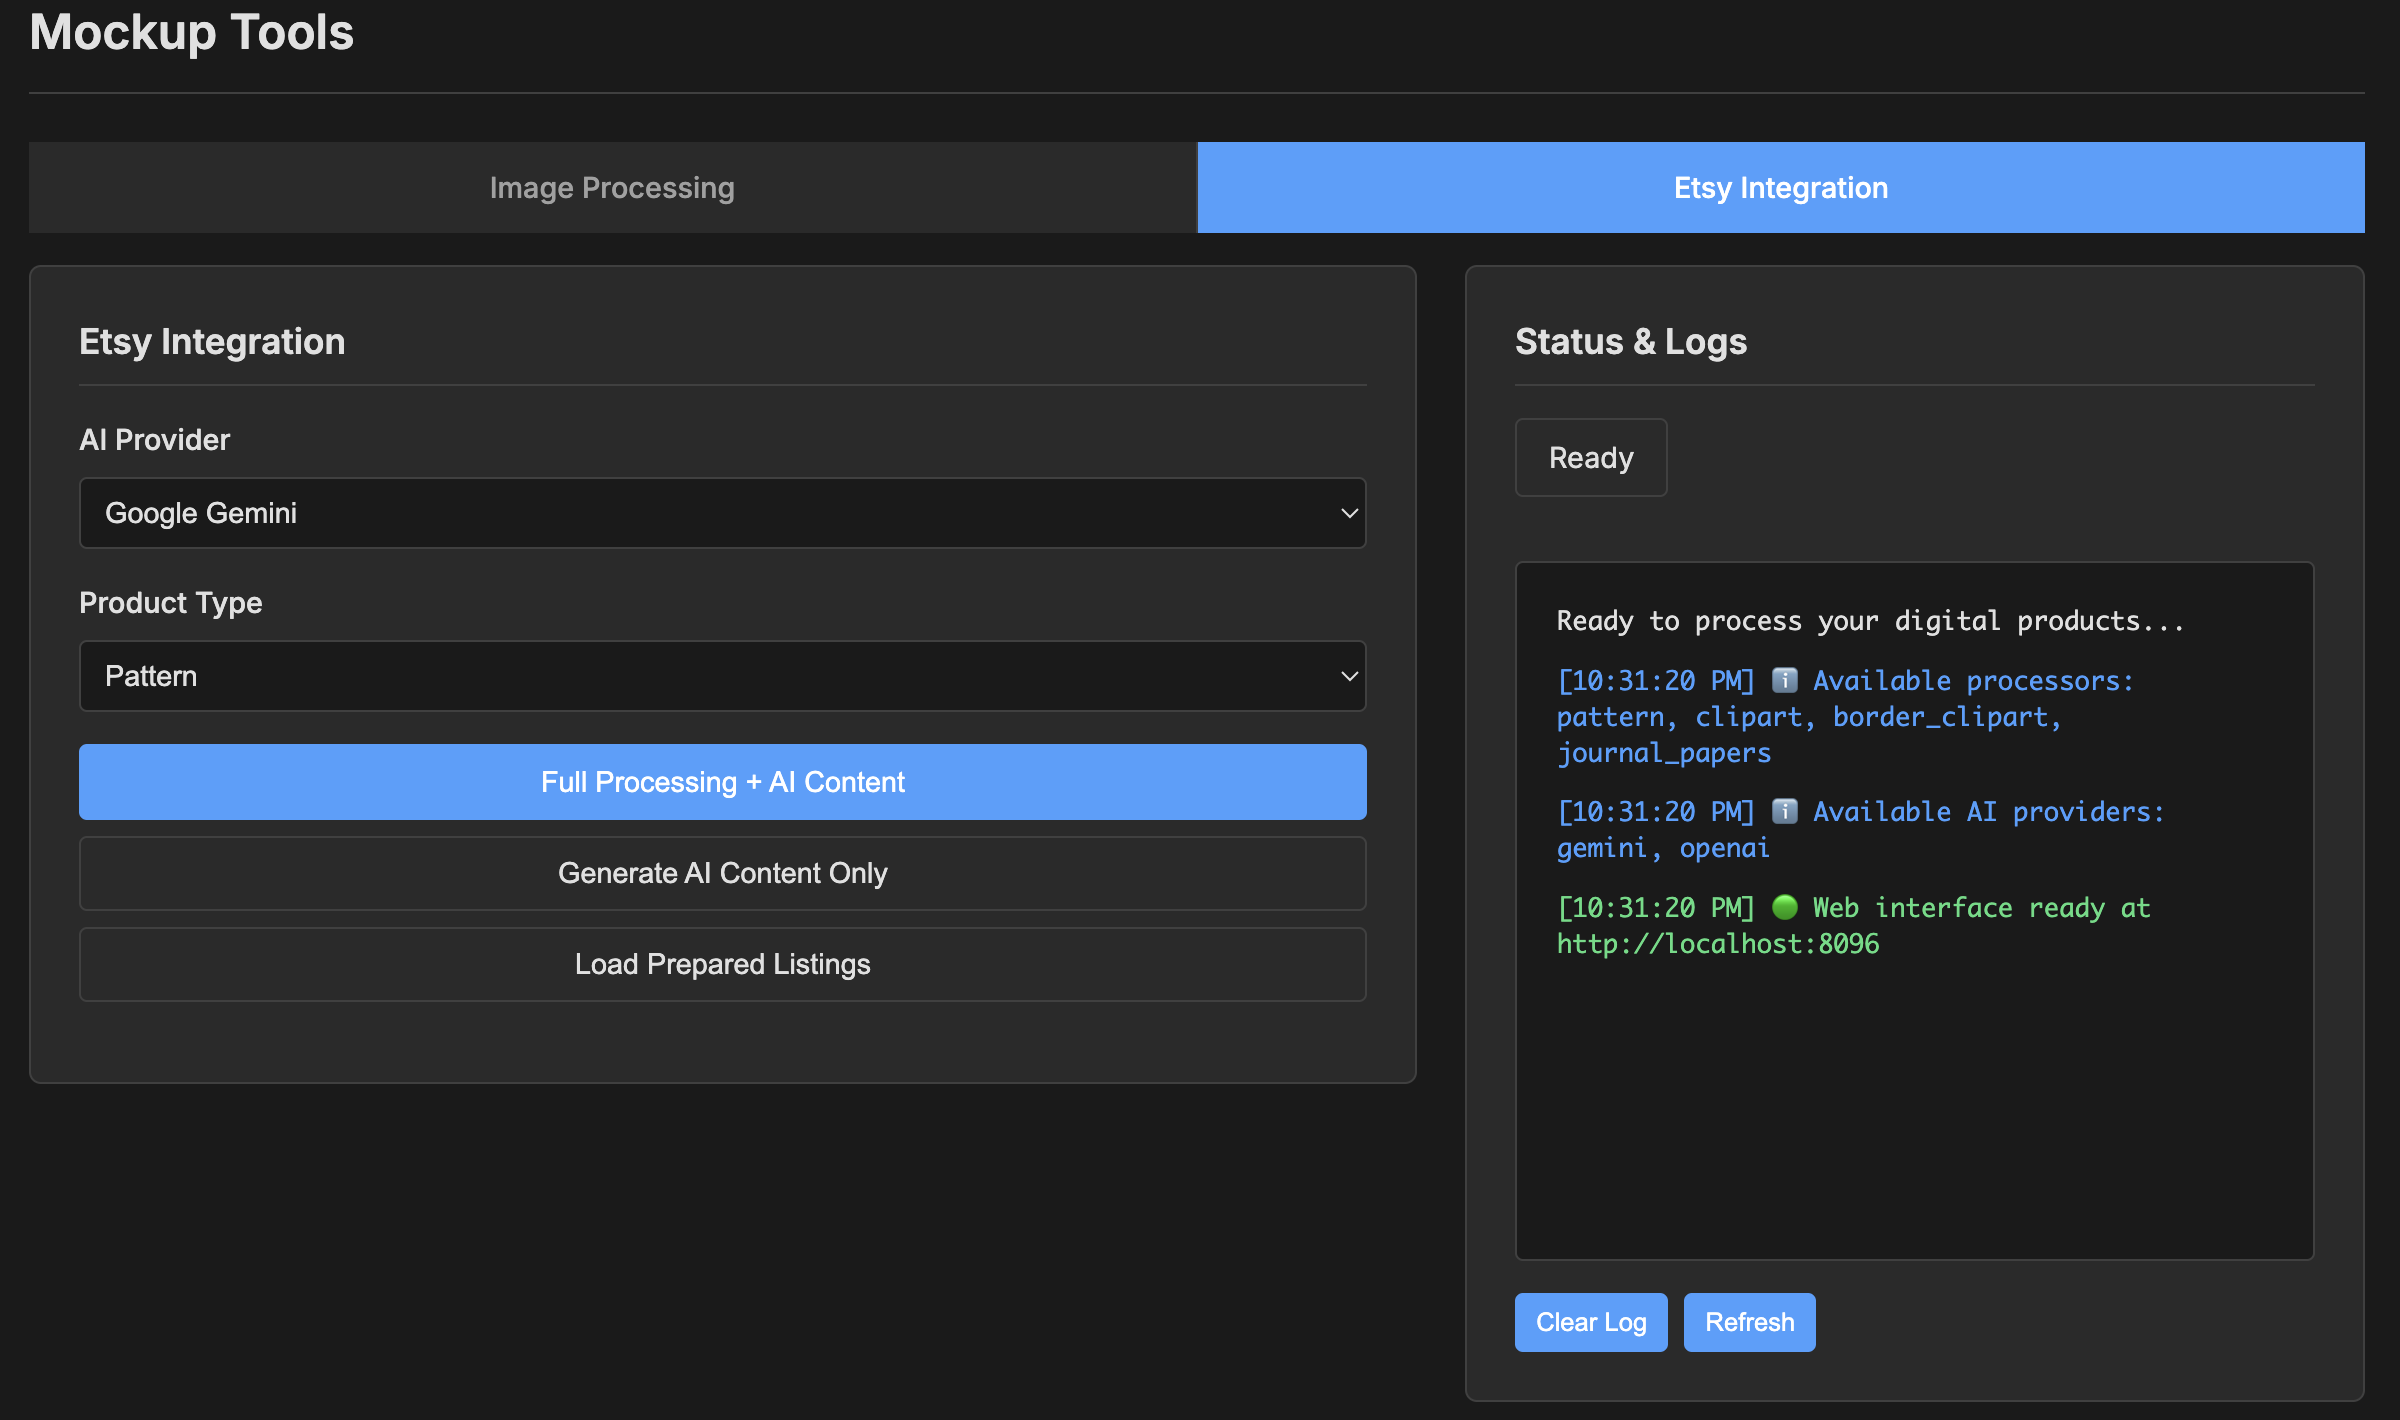 Mockup Tools
Image Processing
Etsy Integration
Etsy Integration
AI Provider
Google Gemini
Product Type
Pattern
Full Processing + AI Content
Generate AI Content Only
Load Prepared Listings
Status & Logs
Ready
Ready to process your digital products...
[10:31:20 PM] ℹ️ Available processors:
pattern, clipart, border_clipart,
journal_papers
[10:31:20 PM] ℹ️ Available AI providers:
gemini, openai
[10:31:20 PM] 🟢 Web interface ready at
http://localhost:8096
Clear Log
Refresh